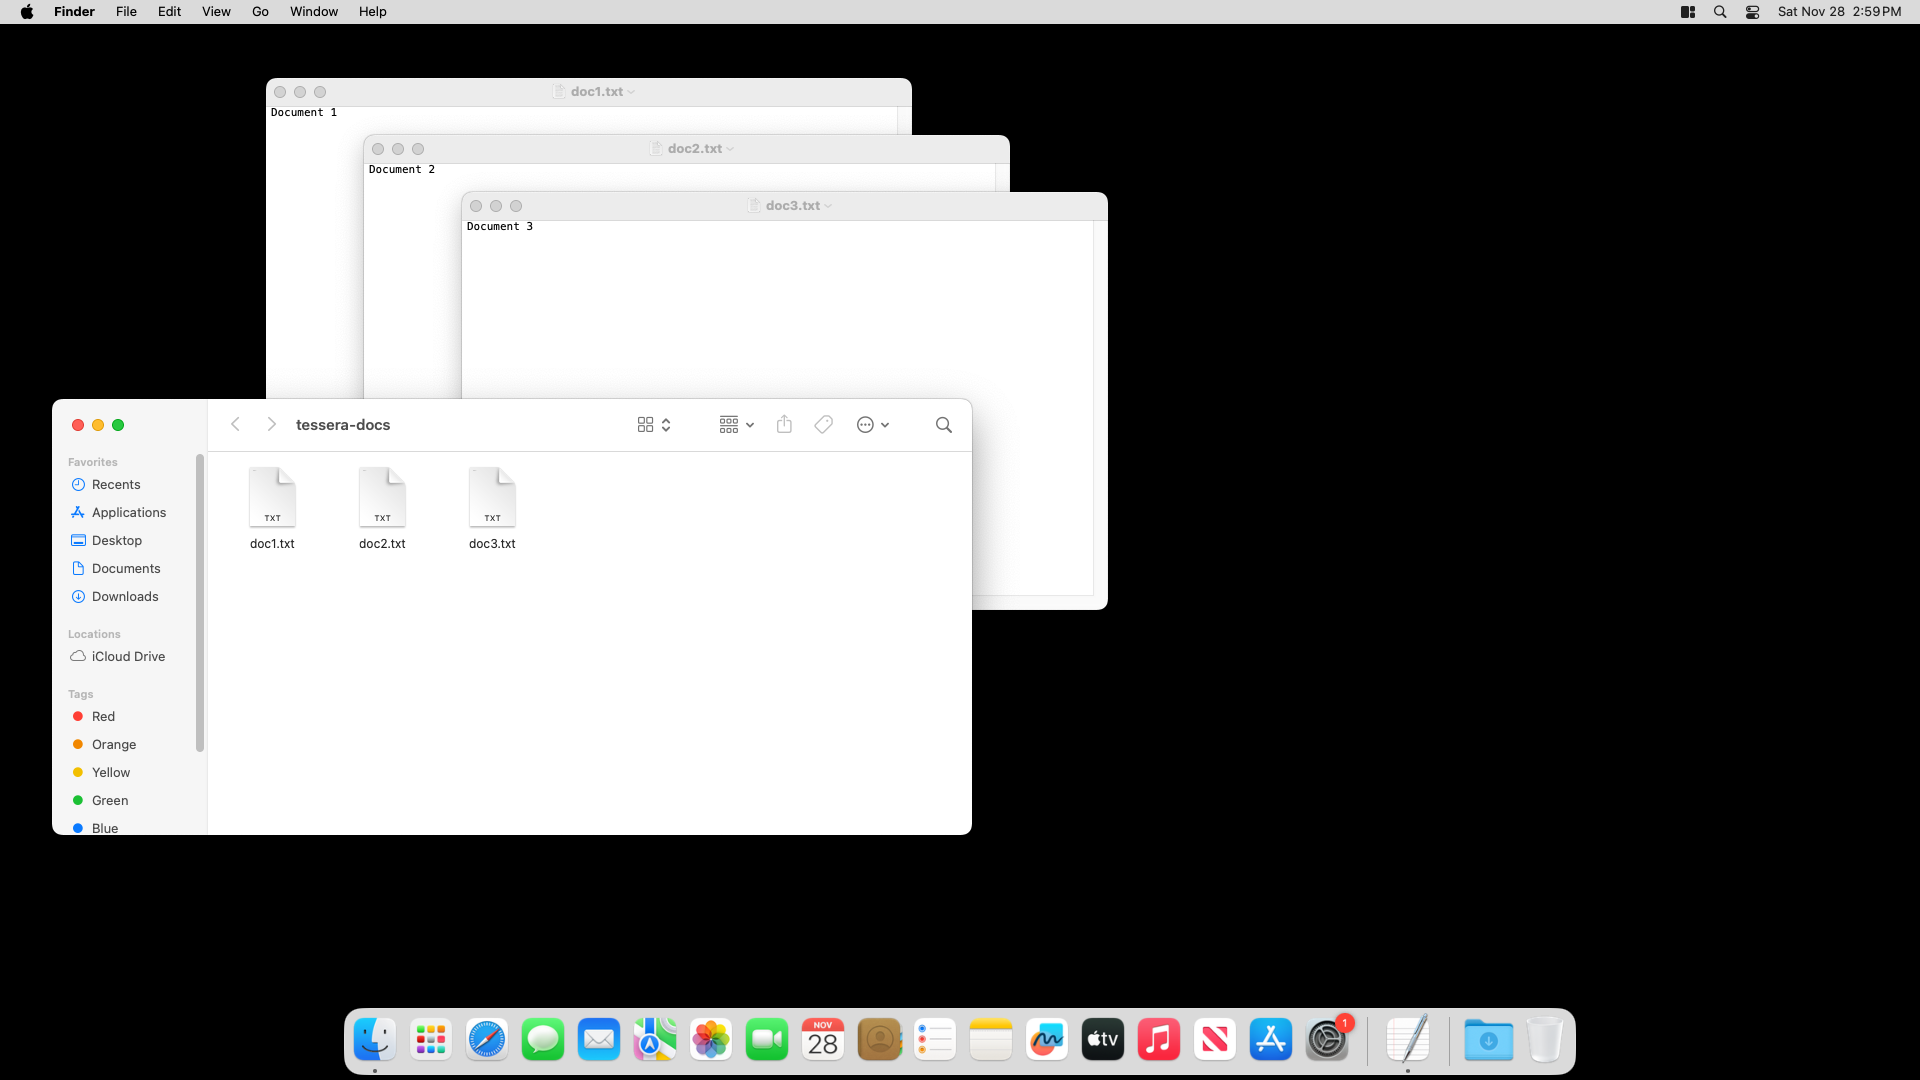 Finder File Edit View Go Window Help Sat Nov 28 2:59 PM
doc1.txt
Document 1
doc2.txt
Document 2
doc3.txt
Document 3
tessera-docs
Favorites
Recents
Applications
Desktop
Documents
Downloads
Locations
iCloud Drive
Tags
Red
Orange
Yellow
Green
Blue
TXT TXT TXT
doc1.txt doc2.txt doc3.txt
NOV
28
tv
1